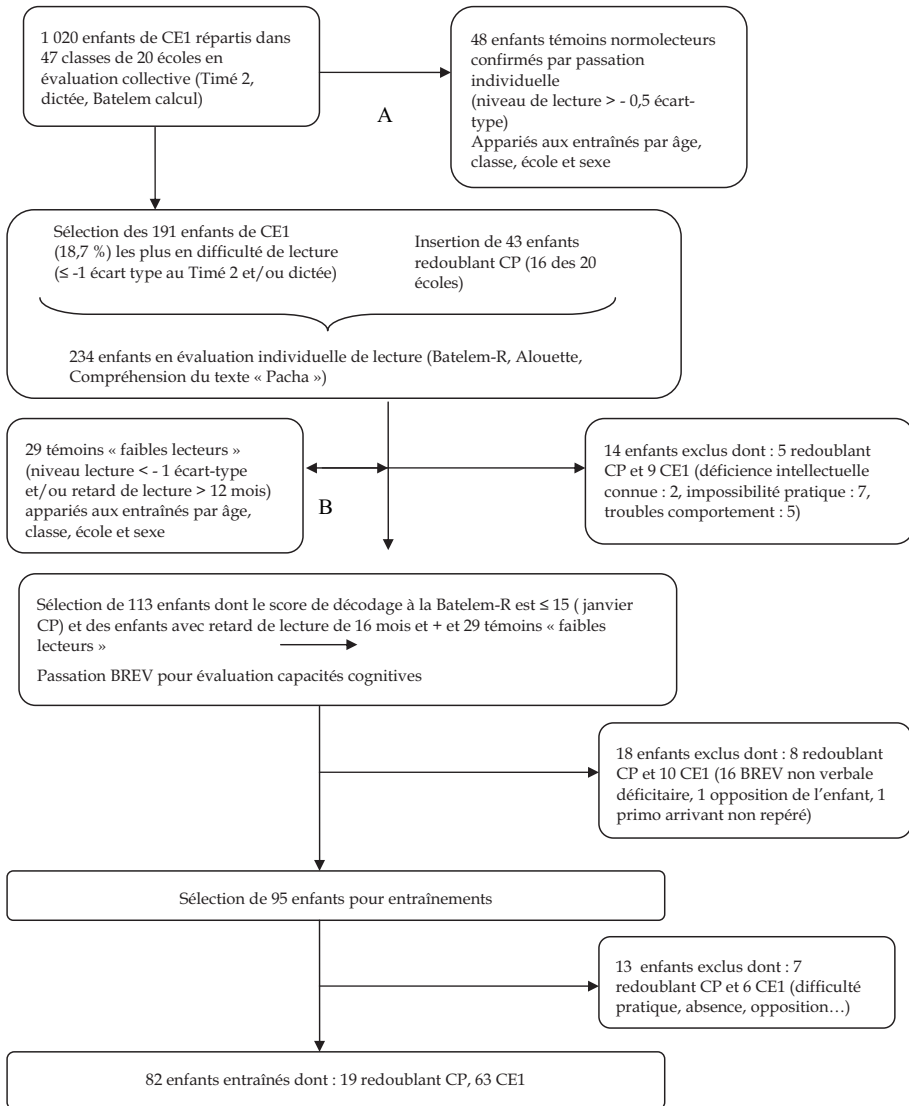 1 020 enfants de CE1 répartis dans
47 classes de 20 écoles en
évaluation collective (Timé 2,
dictée, Batelem calcul)
A
48 enfants témoins normolecteurs
confirmés par passation
individuelle
(niveau de lecture > - 0,5 écart-
type)
Appariés aux entraînés par âge,
classe, école et sexe
Sélection des 191 enfants de CE1
(18,7 %) les plus en difficulté de lecture
(≤ -1 écart type au Timé 2 et/ou dictée)
Insertion de 43 enfants
redoublant CP (16 des 20
écoles)
234 enfants en évaluation individuelle de lecture (Batelem-R, Alouette,
Compréhension du texte « Pacha »)
29 témoins « faibles lecteurs »
(niveau lecture < - 1 écart-type
et/ou retard de lecture > 12 mois)
appariés aux entraînés par âge,
classe, école et sexe
B
14 enfants exclus dont : 5 redoublant
CP et 9 CE1 (déficience intellectuelle
connue : 2, impossibilité pratique : 7,
troubles comportement : 5)
Sélection de 113 enfants dont le score de décodage à la Batelem-R est ≤ 15 ( janvier
CP) et des enfants avec retard de lecture de 16 mois et + et 29 témoins « faibles
lecteurs »
Passation BREV pour évaluation capacités cognitives
18 enfants exclus dont : 8 redoublant
CP et 10 CE1 (16 BREV non verbale
déficitaire, 1 opposition de l'enfant, 1
primo arrivant non repéré)
Sélection de 95 enfants pour entraînements
13 enfants exclus dont : 7
redoublant CP et 6 CE1 (difficulté
pratique, absence, opposition…)
82 enfants entraînés dont : 19 redoublant CP, 63 CE1